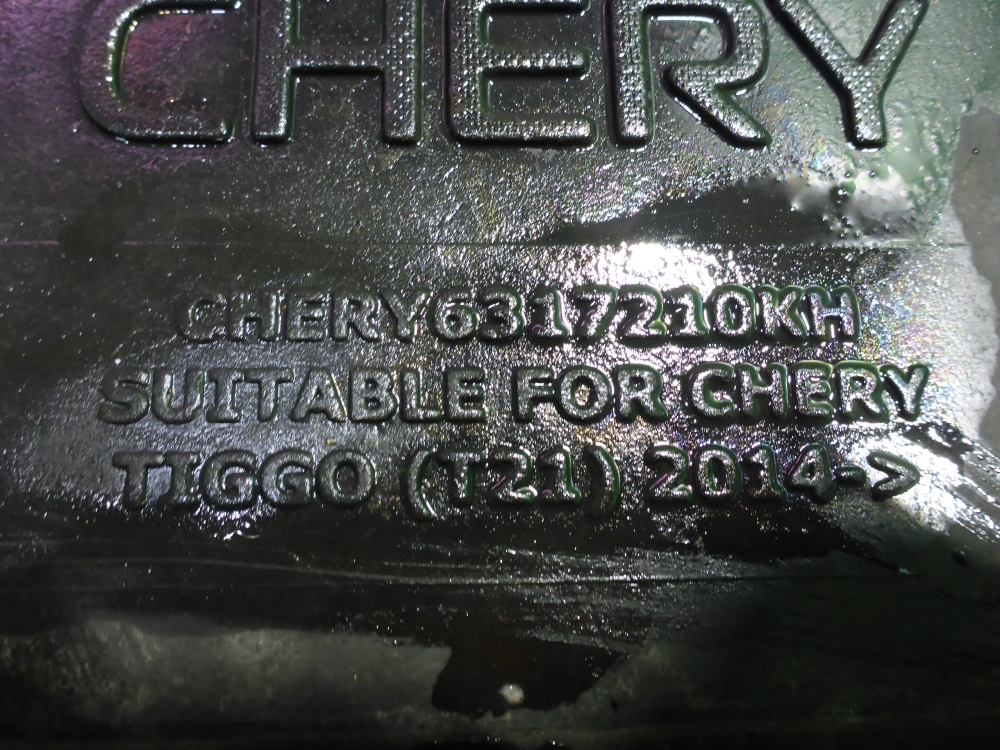 CHERY
CHERY6317210KH
SUITABLE FOR CHERY
TIGGO (T21) 2014->